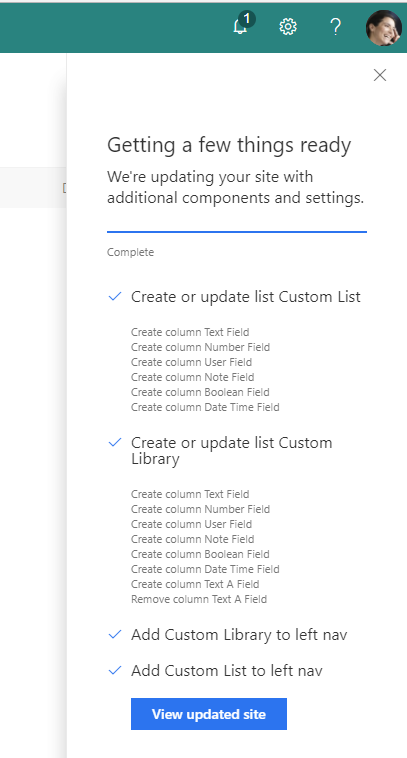 1
?
Getting a few things ready
We're updating your site with
additional components and settings.
Complete
Create or update list Custom List
Create column Text Field
Create column Number Field
Create column User Field
Create column Note Field
Create column Boolean Field
Create column Date Time Field
Create or update list Custom
Library
Create column Text Field
Create column Number Field
Create column User Field
Create column Note Field
Create column Boolean Field
Create column Date Time Field
Create column Text A Field
Remove column Text A Field
Add Custom Library to left nav
Add Custom List to left nav
View updated site